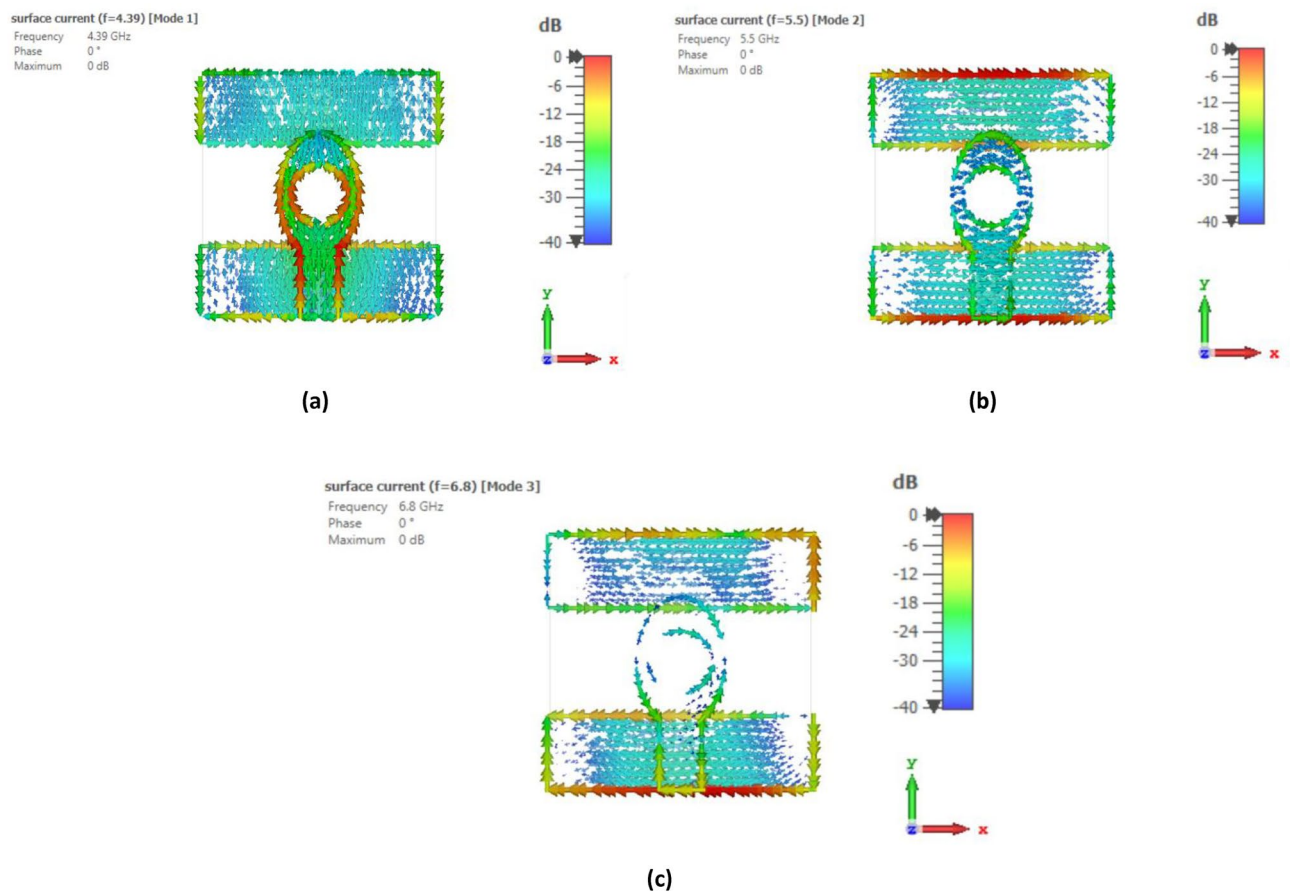 surface current (f=4.39) [Mode 1]
Frequency 4.39 GHz
Phase 0 °
Maximum 0 dB
dB
0
-6
-12
-18
-24
-30
-40
Y
z
x
(a)
surface current (f=5.5) [Mode 2]
Frequency 5.5 GHz
Phase 0 °
Maximum 0 dB
dB
0
-6
-12
-18
-24
-30
-40
Y
z
x
(b)
surface current (f=6.8) [Mode 3]
Frequency 6.8 GHz
Phase 0 °
Maximum 0 dB
dB
0
-6
-12
-18
-24
-30
-40
Y
z
x
(c)